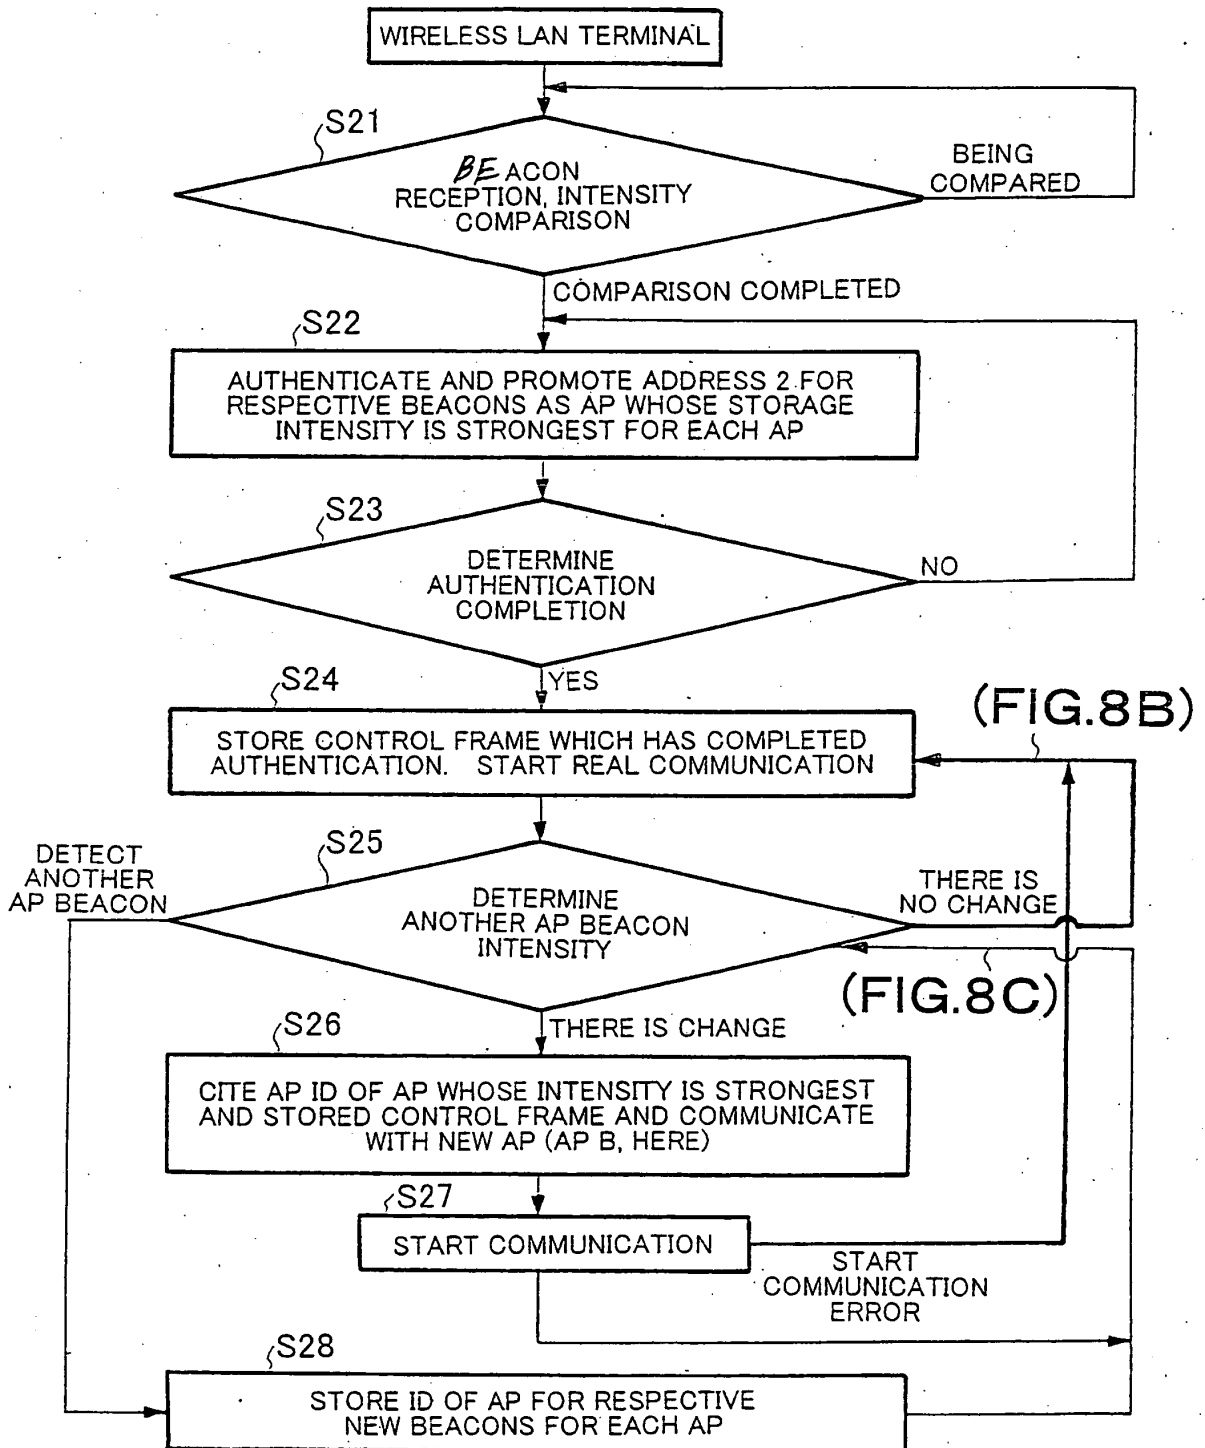 WIRELESS LAN TERMINAL
S21
BEACON
RECEPTION, INTENSITY
COMPARISON
BEING
COMPARED
COMPARISON COMPLETED
S22
AUTHENTICATE AND PROMOTE ADDRESS 2 FOR
RESPECTIVE BEACONS AS AP WHOSE STORAGE
INTENSITY IS STRONGEST FOR EACH AP
S23
DETERMINE
AUTHENTICATION
COMPLETION
NO
YES
S24
(FIG.8B)
STORE CONTROL FRAME WHICH HAS COMPLETED
AUTHENTICATION. START REAL COMMUNICATION
S25
DETECT
ANOTHER
AP BEACON
DETERMINE
ANOTHER AP BEACON
INTENSITY
THERE IS
NO CHANGE
(FIG.8C)
S26
THERE IS CHANGE
CITE AP ID OF AP WHOSE INTENSITY IS STRONGEST
AND STORED CONTROL FRAME AND COMMUNICATE
WITH NEW AP (AP B, HERE)
S27
START COMMUNICATION
START
COMMUNICATION
ERROR
S28
STORE ID OF AP FOR RESPECTIVE
NEW BEACONS FOR EACH AP